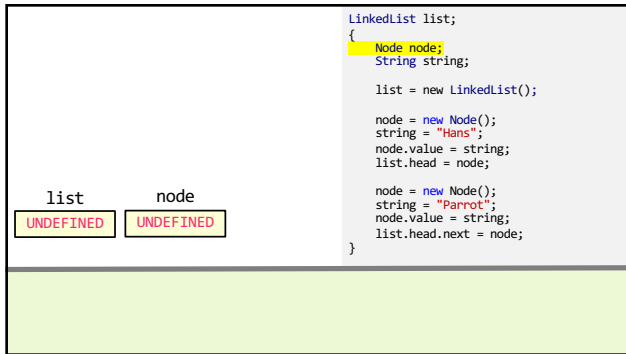 LinkedList list;
{
    Node node;
    String string;
    list = new LinkedList();
    node = new Node();
    string = "Hans";
    node.value = string;
    list.head = node;
    node = new Node();
    string = "Parrot";
    node.value = string;
    list.head.next = node;
}
list node
UNDEFINED UNDEFINED